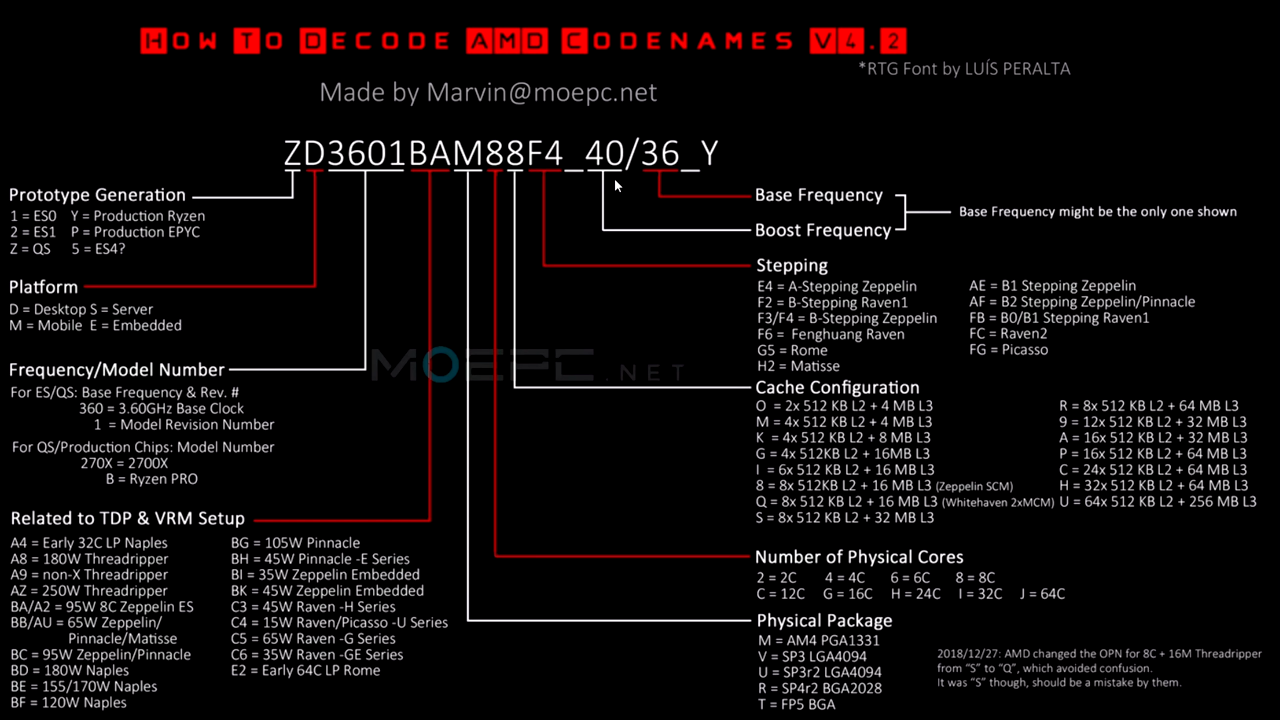 How To Decode AMD Codenames V4.2
*RTG Font by LUÍS PERALTA
Made by Marvin@moepc.net
ZD3601BAM88F4_40/36_Y
Prototype Generation
1 = ES0 Y = Production Ryzen
2 = ES1 P = Production EPYC
Z = QS 5 = ES4?
Platform
D = Desktop S = Server
M = Mobile E = Embedded
Frequency/Model Number
For ES/QS: Base Frequency & Rev. #
360 = 3.60GHz Base Clock
1 = Model Revision Number
For QS/Production Chips: Model Number
270X = 2700X
B = Ryzen PRO
Related to TDP & VRM Setup
A4 = Early 32C LP Naples
A8 = 180W Threadripper
A9 = non-X Threadripper
AZ = 250W Threadripper
BA/A2 = 95W 8C Zeppelin ES
BB/AU = 65W Zeppelin/
Pinnacle/Matisse
BC = 95W Zeppelin/Pinnacle
BD = 180W Naples
BE = 155/170W Naples
BF = 120W Naples
BG = 105W Pinnacle
BH = 45W Pinnacle -E Series
BI = 35W Zeppelin Embedded
BK = 45W Zeppelin Embedded
C3 = 45W Raven -H Series
C4 = 15W Raven/Picasso -U Series
C5 = 65W Raven -G Series
C6 = 35W Raven -GE Series
E2 = Early 64C LP Rome
Base Frequency
Boost Frequency
Base Frequency might be the only one shown
Stepping
E4 = A-Stepping Zeppelin
F2 = B-Stepping Raven1
F3/F4 = B-Stepping Zeppelin
F6 = Fenghuang Raven
G5 = Rome
H2 = Matisse
AE = B1 Stepping Zeppelin
AF = B2 Stepping Zeppelin/Pinnacle
FB = B0/B1 Stepping Raven1
FC = Raven2
FG = Picasso
MOEPC.NET
Cache Configuration
O = 2x 512 KB L2 + 4 MB L3
M = 4x 512 KB L2 + 4 MB L3
K = 4x 512 KB L2 + 8 MB L3
G = 4x 512KB L2 + 16MB L3
I = 6x 512 KB L2 + 16 MB L3
8 = 8x 512 KB L2 + 16 MB L3 (Zeppelin SCM)
Q = 8x 512 KB L2 + 16 MB L3 (Whitehaven 2xMCM)
S = 8x 512 KB L2 + 32 MB L3
R = 8x 512 KB L2 + 64 MB L3
9 = 12x 512 KB L2 + 32 MB L3
A = 16x 512 KB L2 + 32 MB L3
P = 16x 512 KB L2 + 64 MB L3
C = 24x 512 KB L2 + 64 MB L3
H = 32x 512 KB L2 + 64 MB L3
U = 64x 512 KB L2 + 256 MB L3
Number of Physical Cores
2 = 2C 4 = 4C 6 = 6C 8 = 8C
C = 12C G = 16C H = 24C I = 32C J = 64C
Physical Package
M = AM4 PGA1331
V = SP3 LGA4094
U = SP3r2 LGA4094
R = SP4r2 BGA2028
T = FP5 BGA
2018/12/27: AMD changed the OPN for 8C + 16M Threadripper
from "S" to "Q", which avoided confusion.
It was "S" though, should be a mistake by them.